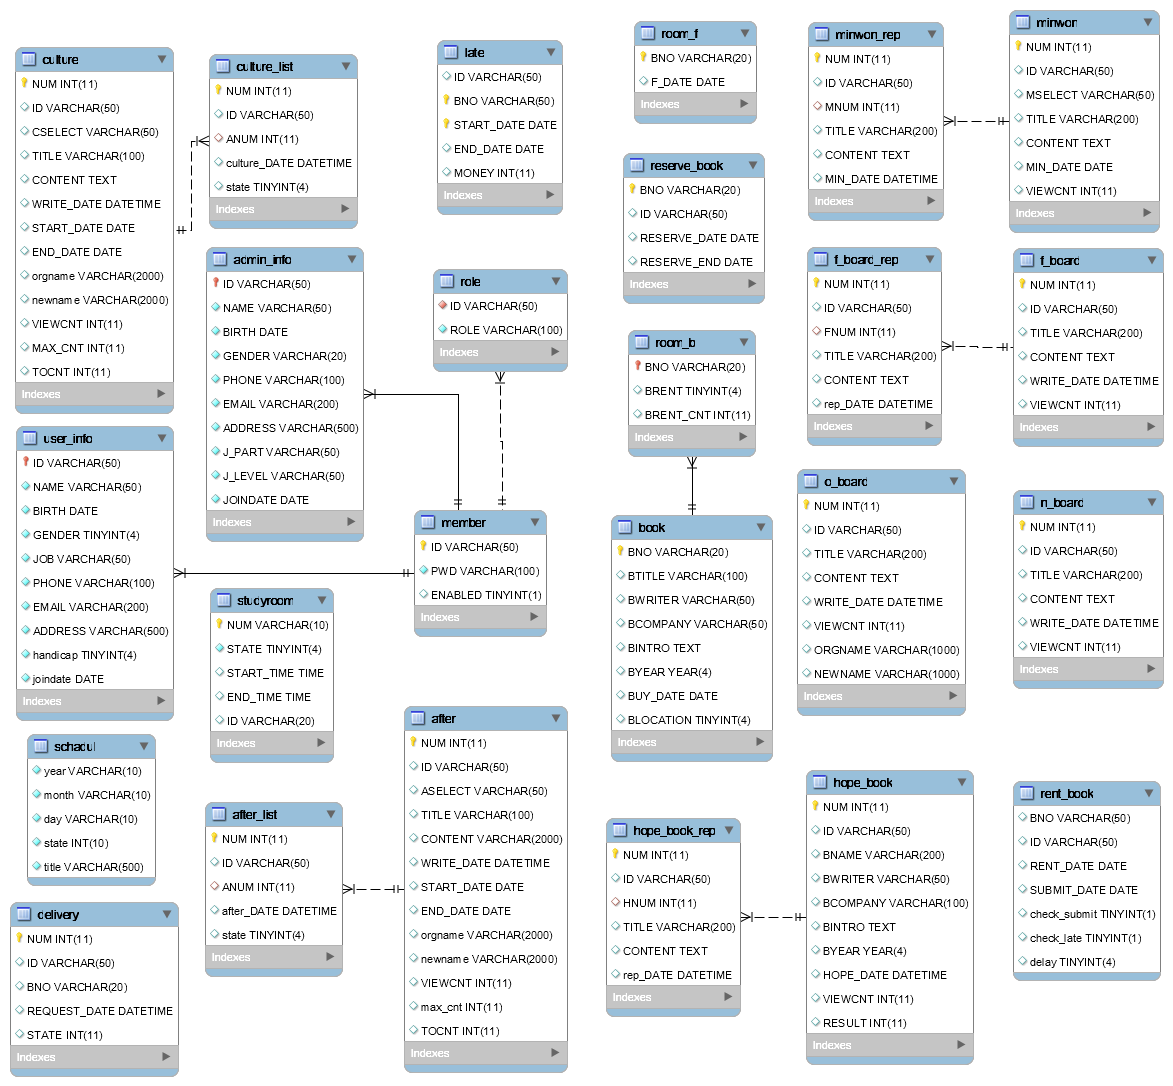 culture
NUM INT(11)
ID VARCHAR(50)
CSELECT VARCHAR(50)
TITLE VARCHAR(100)
CONTENT TEXT
WRITE_DATE DATETIME
START_DATE DATE
END_DATE DATE
orgname VARCHAR(2000)
newname VARCHAR(2000)
VIEWCNT INT(11)
MAX_CNT INT(11)
TOCNT INT(11)
Indexes
culture_list
NUM INT(11)
ID VARCHAR(50)
ANUM INT(11)
culture_DATE DATETIME
state TINYINT(4)
Indexes
late
ID VARCHAR(50)
BNO VARCHAR(50)
START_DATE DATE
END_DATE DATE
MONEY INT(11)
Indexes
room_f
BNO VARCHAR(20)
F_DATE DATE
Indexes
minwon_rep
NUM INT(11)
ID VARCHAR(50)
MNUM INT(11)
TITLE VARCHAR(200)
CONTENT TEXT
MIN_DATE DATETIME
Indexes
minwon
NUM INT(11)
ID VARCHAR(50)
MSELECT VARCHAR(50)
TITLE VARCHAR(200)
CONTENT TEXT
MIN_DATE DATE
VIEWCNT INT(11)
Indexes
reserve_book
BNO VARCHAR(20)
ID VARCHAR(50)
RESERVE_DATE DATE
RESERVE_END DATE
Indexes
admin_info
ID VARCHAR(50)
NAME VARCHAR(50)
BIRTH DATE
GENDER VARCHAR(20)
PHONE VARCHAR(100)
EMAIL VARCHAR(200)
ADDRESS VARCHAR(500)
J_PART VARCHAR(50)
J_LEVEL VARCHAR(50)
JOINDATE DATE
Indexes
role
ID VARCHAR(50)
ROLE VARCHAR(100)
Indexes
f_board_rep
NUM INT(11)
ID VARCHAR(50)
FNUM INT(11)
TITLE VARCHAR(200)
CONTENT TEXT
rep_DATE DATETIME
Indexes
f_board
NUM INT(11)
ID VARCHAR(50)
TITLE VARCHAR(200)
CONTENT TEXT
WRITE_DATE DATETIME
VIEWCNT INT(11)
Indexes
room_b
BNO VARCHAR(20)
BRENT TINYINT(4)
BRENT_CNT INT(11)
Indexes
user_info
ID VARCHAR(50)
NAME VARCHAR(50)
BIRTH DATE
GENDER TINYINT(4)
JOB VARCHAR(50)
PHONE VARCHAR(100)
EMAIL VARCHAR(200)
ADDRESS VARCHAR(500)
handicap TINYINT(4)
joindate DATE
Indexes
member
ID VARCHAR(50)
PWD VARCHAR(100)
ENABLED TINYINT(1)
Indexes
book
BNO VARCHAR(20)
BTITLE VARCHAR(100)
BWRITER VARCHAR(50)
BCOMPANY VARCHAR(50)
BINTRO TEXT
BYEAR YEAR(4)
BUY_DATE DATE
BLOCATION TINYINT(4)
Indexes
o_board
NUM INT(11)
ID VARCHAR(50)
TITLE VARCHAR(200)
CONTENT TEXT
WRITE_DATE DATETIME
VIEWCNT INT(11)
ORGNAME VARCHAR(1000)
NEWNAME VARCHAR(1000)
Indexes
n_board
NUM INT(11)
ID VARCHAR(50)
TITLE VARCHAR(200)
CONTENT TEXT
WRITE_DATE DATETIME
VIEWCNT INT(11)
Indexes
studyroom
NUM VARCHAR(10)
STATE TINYINT(4)
START_TIME TIME
END_TIME TIME
ID VARCHAR(20)
Indexes
schadul
year VARCHAR(10)
month VARCHAR(10)
day VARCHAR(10)
state INT(10)
title VARCHAR(500)
Indexes
after_list
NUM INT(11)
ID VARCHAR(50)
ANUM INT(11)
after_DATE DATETIME
state TINYINT(4)
Indexes
after
NUM INT(11)
ID VARCHAR(50)
ASELECT VARCHAR(50)
TITLE VARCHAR(100)
CONTENT VARCHAR(2000)
WRITE_DATE DATETIME
START_DATE DATE
END_DATE DATE
orgname VARCHAR(2000)
newname VARCHAR(2000)
VIEWCNT INT(11)
max_cnt INT(11)
TOCNT INT(11)
Indexes
hope_book_rep
NUM INT(11)
ID VARCHAR(50)
HNUM INT(11)
TITLE VARCHAR(200)
CONTENT TEXT
rep_DATE DATETIME
Indexes
hope_book
NUM INT(11)
ID VARCHAR(50)
BNAME VARCHAR(200)
BWRITER VARCHAR(50)
BCOMPANY VARCHAR(100)
BINTRO TEXT
BYEAR YEAR(4)
HOPE_DATE DATETIME
VIEWCNT INT(11)
RESULT INT(11)
Indexes
rent_book
BNO VARCHAR(50)
ID VARCHAR(50)
RENT_DATE DATE
SUBMIT_DATE DATE
check_submit TINYINT(1)
check_late TINYINT(1)
delay TINYINT(4)
Indexes
delivery
NUM INT(11)
ID VARCHAR(50)
BNO VARCHAR(20)
REQUEST_DATE DATETIME
STATE INT(11)
Indexes